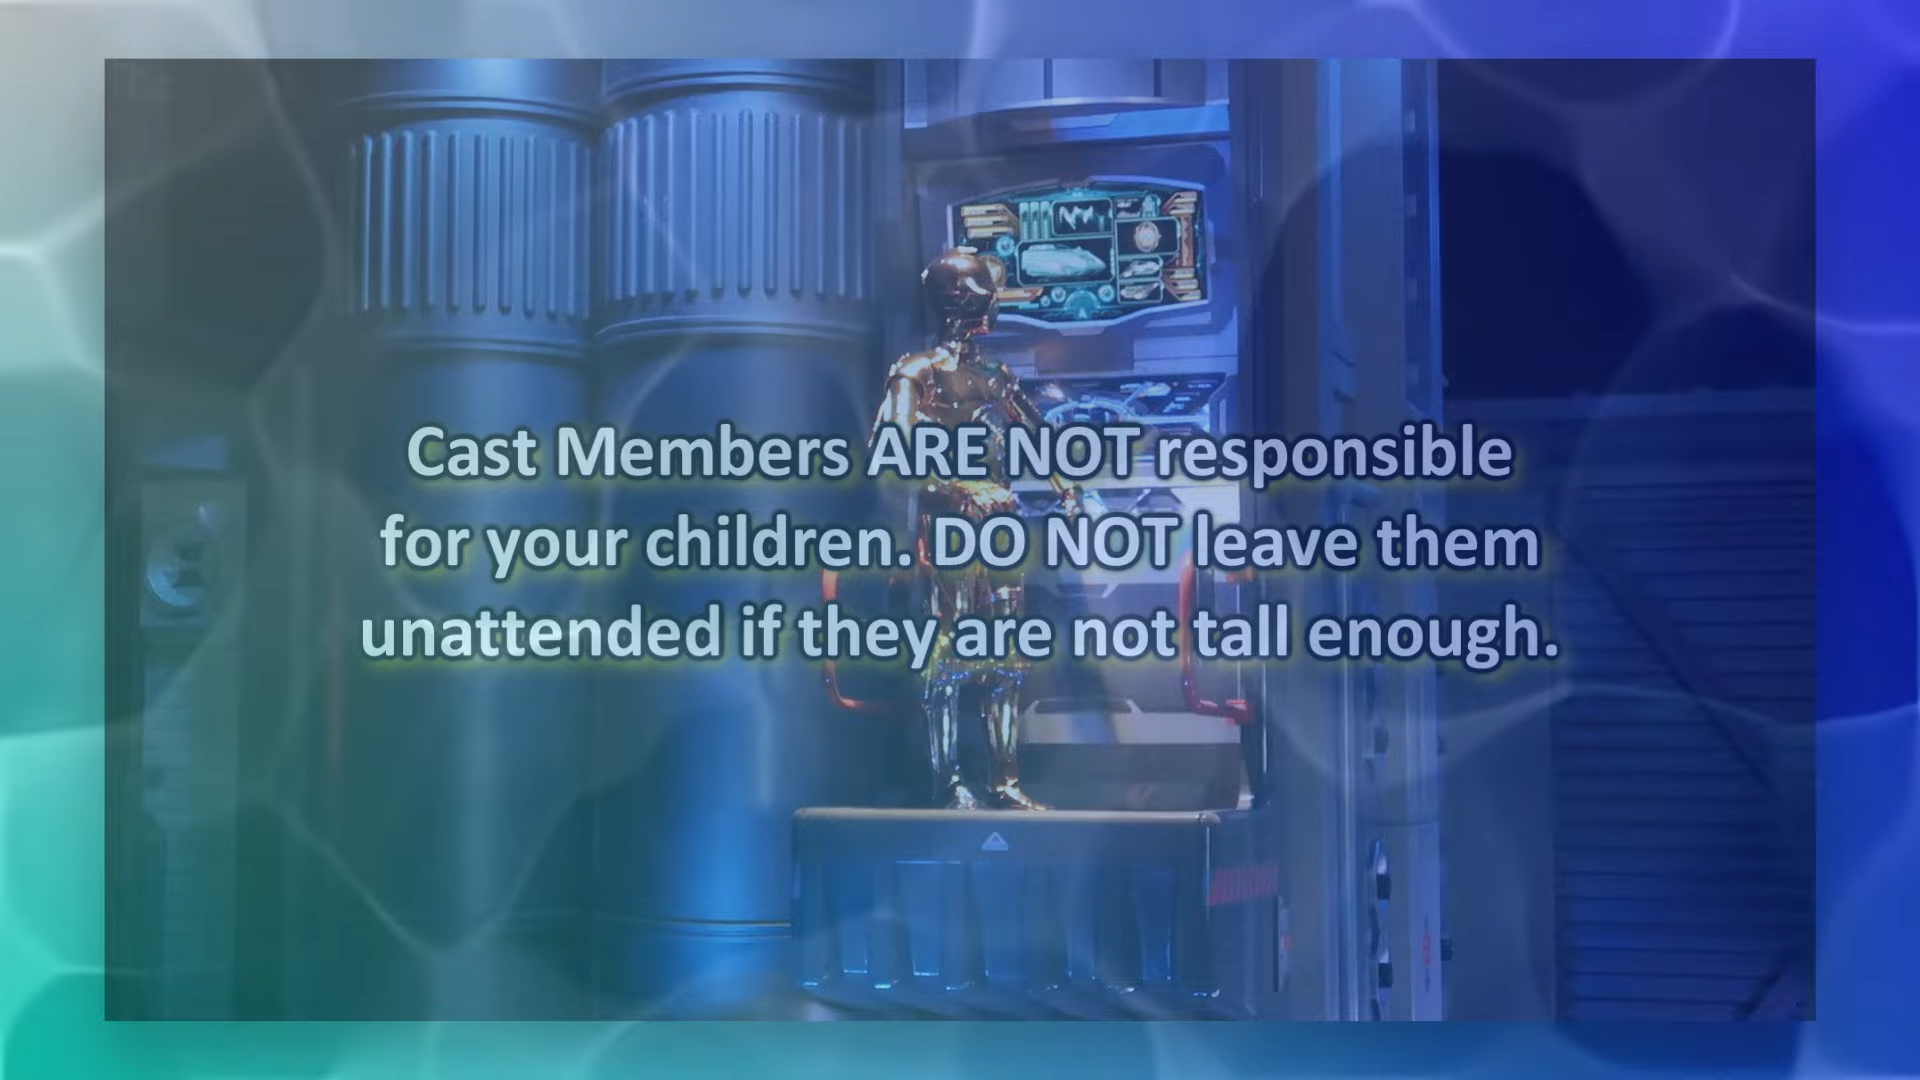 Cast Members ARE NOT responsible
for your children. DO NOT leave them
unattended if they are not tall enough.